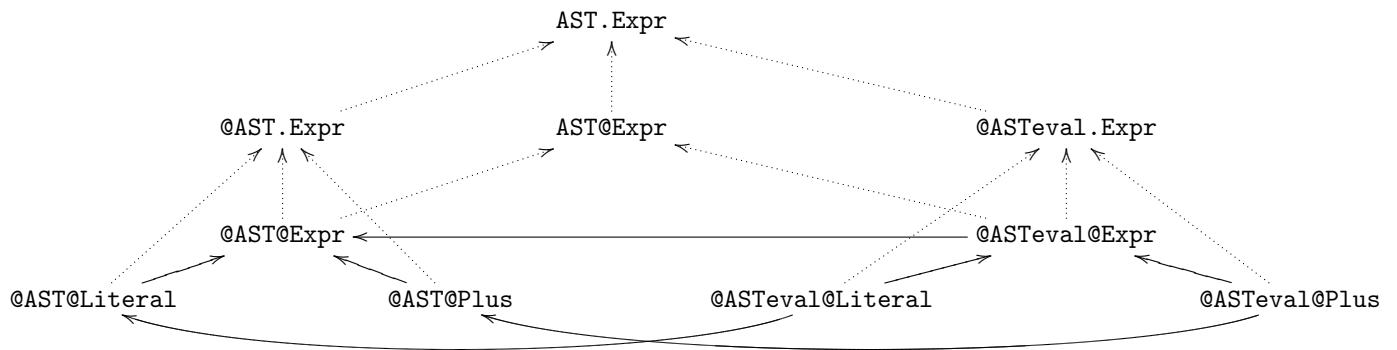 AST.Expr
@AST.Expr AST@Expr @ASTeval.Expr
@AST@Expr @ASTeval@Expr
@AST@Literal @AST@Plus @ASTeval@Literal @ASTeval@Plus